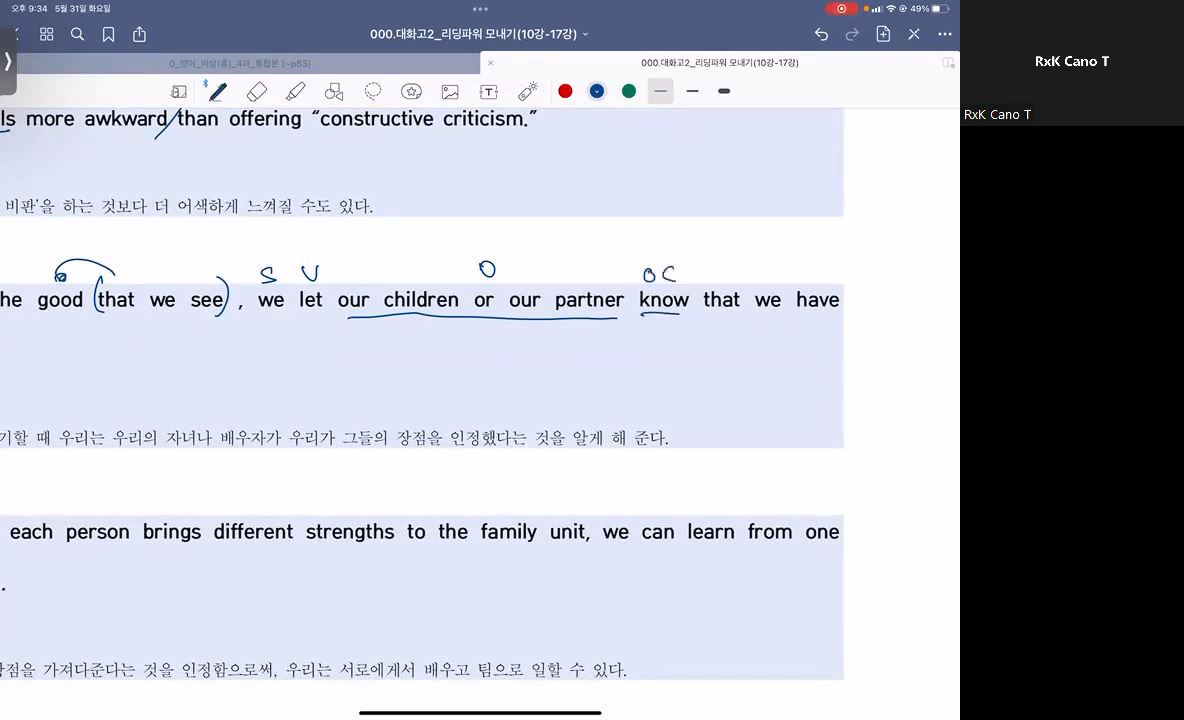 오후 9:34 5월 31일 화요일
49%
000.대화고2_리딩파워 모내기(10강-17강)
0_영어_비상(홍)_4과_통합본 (~p83)
000.대화고2_리딩파워 모내기(10강-17강)
RxK Cano T
RxK Cano T
ls more awkward than offering “constructive criticism.”
비판’을 하는 것보다 더 어색하게 느껴질 수도 있다.
S V O OC
he good (that we see), we let our children or our partner know that we have
기할 때 우리는 우리의 자녀나 배우자가 우리가 그들의 장점을 인정했다는 것을 알게 해 준다.
each person brings different strengths to the family unit, we can learn from one
.
장점을 가져다준다는 것을 인정함으로써, 우리는 서로에게서 배우고 팀으로 일할 수 있다.